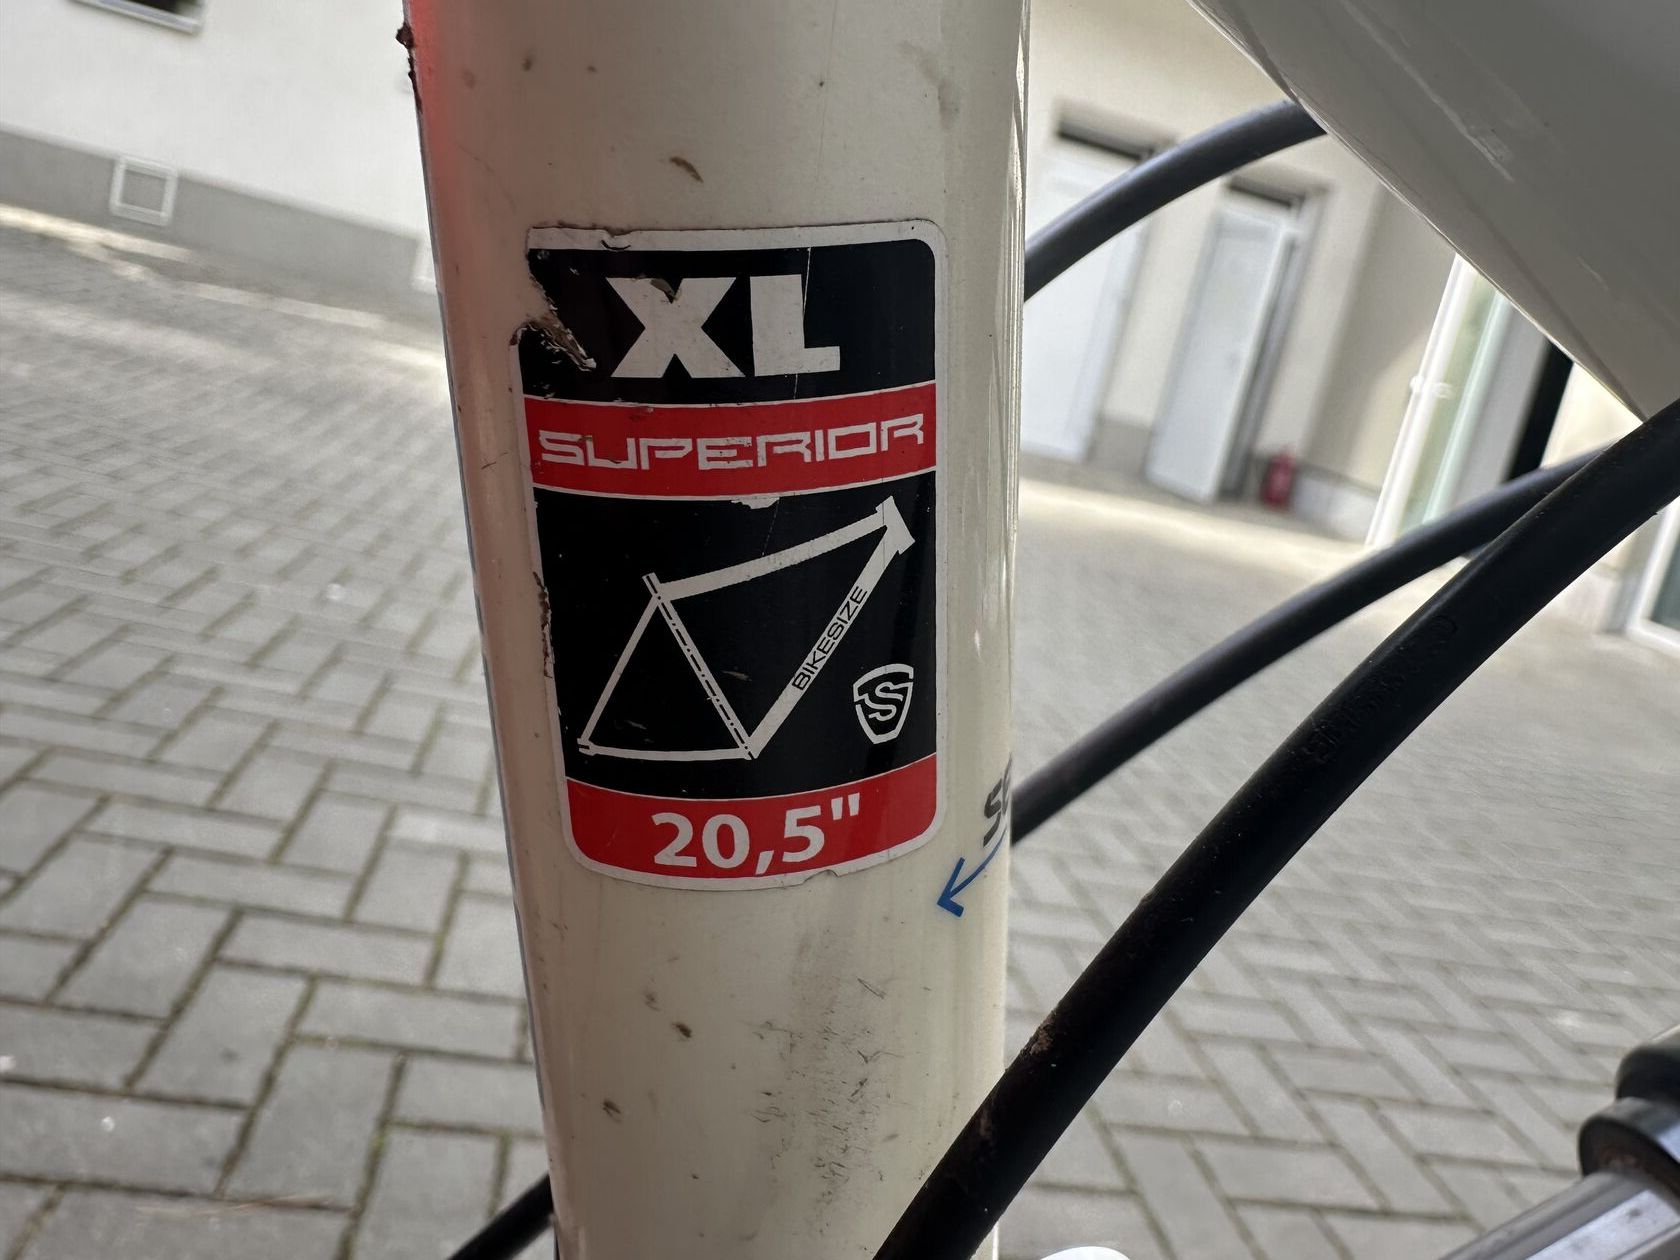 XL
SUPERIOR
BIKESIZE
S
20,5"